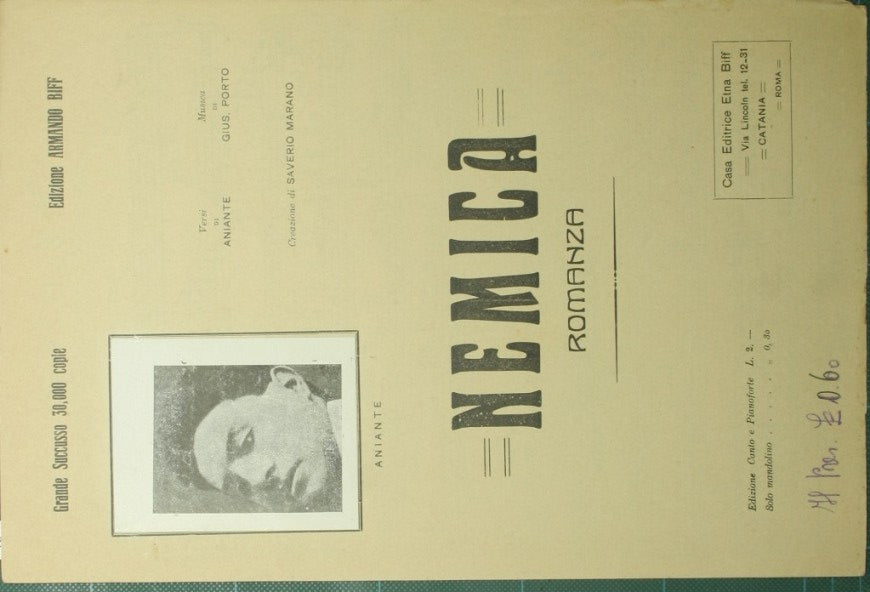 Grande Succusso 30,000 copie
Edizione ARMANDO BIFF
Versi
DI
ANIANTE
Musica
DI
GIUS. PORTO
Creazione di SAVERIO MARANO
ANIANTE
NEMICA
ROMANZA
Edizione Canto e Pianoforte L. 2, —
Solo mandolino . . . . . . „ 0, 30
Casa Editrice Etna Biff
Via Lincoln tel. 12-31
CATANIA
ROMA
0.60